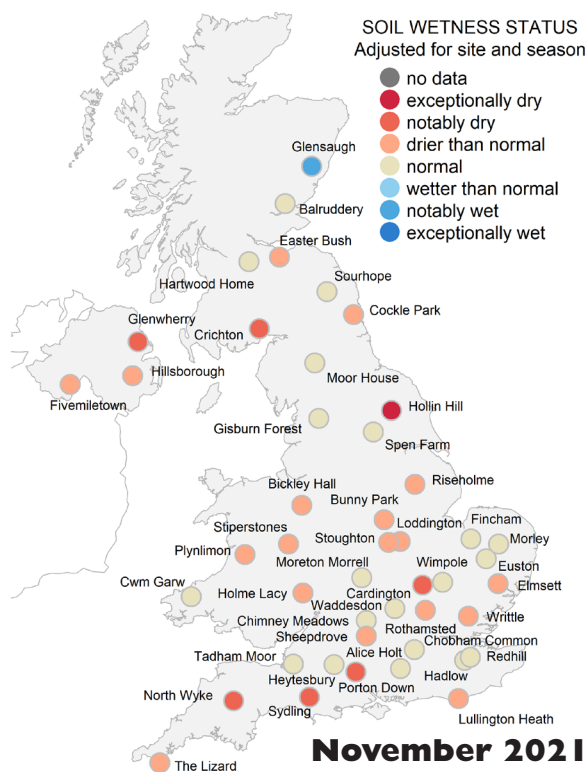 SOIL WETNESS STATUS
Adjusted for site and season
no data
exceptionally dry
notably dry
drier than normal
normal
wetter than normal
notably wet
exceptionally wet
Glensaugh
Balruddery
Easter Bush
Hartwood Home
Sourhope
Cockle Park
Glenwherry
Crichton
Hillsborough
Fivemiletown
Moor House
Hollin Hill
Gisburn Forest
Spen Farm
Riseholme
Bickley Hall
Bunny Park
Loddington
Fincham
Stiperstones
Stoughton
Morley
Plynlimon
Moreton Morrell
Wimpole
Euston
Cwm Garw
Cardington
Elmsett
Holme Lacy
Waddesdon
Chimney Meadows
Rothamsted
Writtle
Sheepdrove
Chobham Common
Tadham Moor
Alice Holt
Redhill
Heytesbury
Hadlow
Porton Down
North Wyke
Sydling
Lullington Heath
The Lizard
November 2021